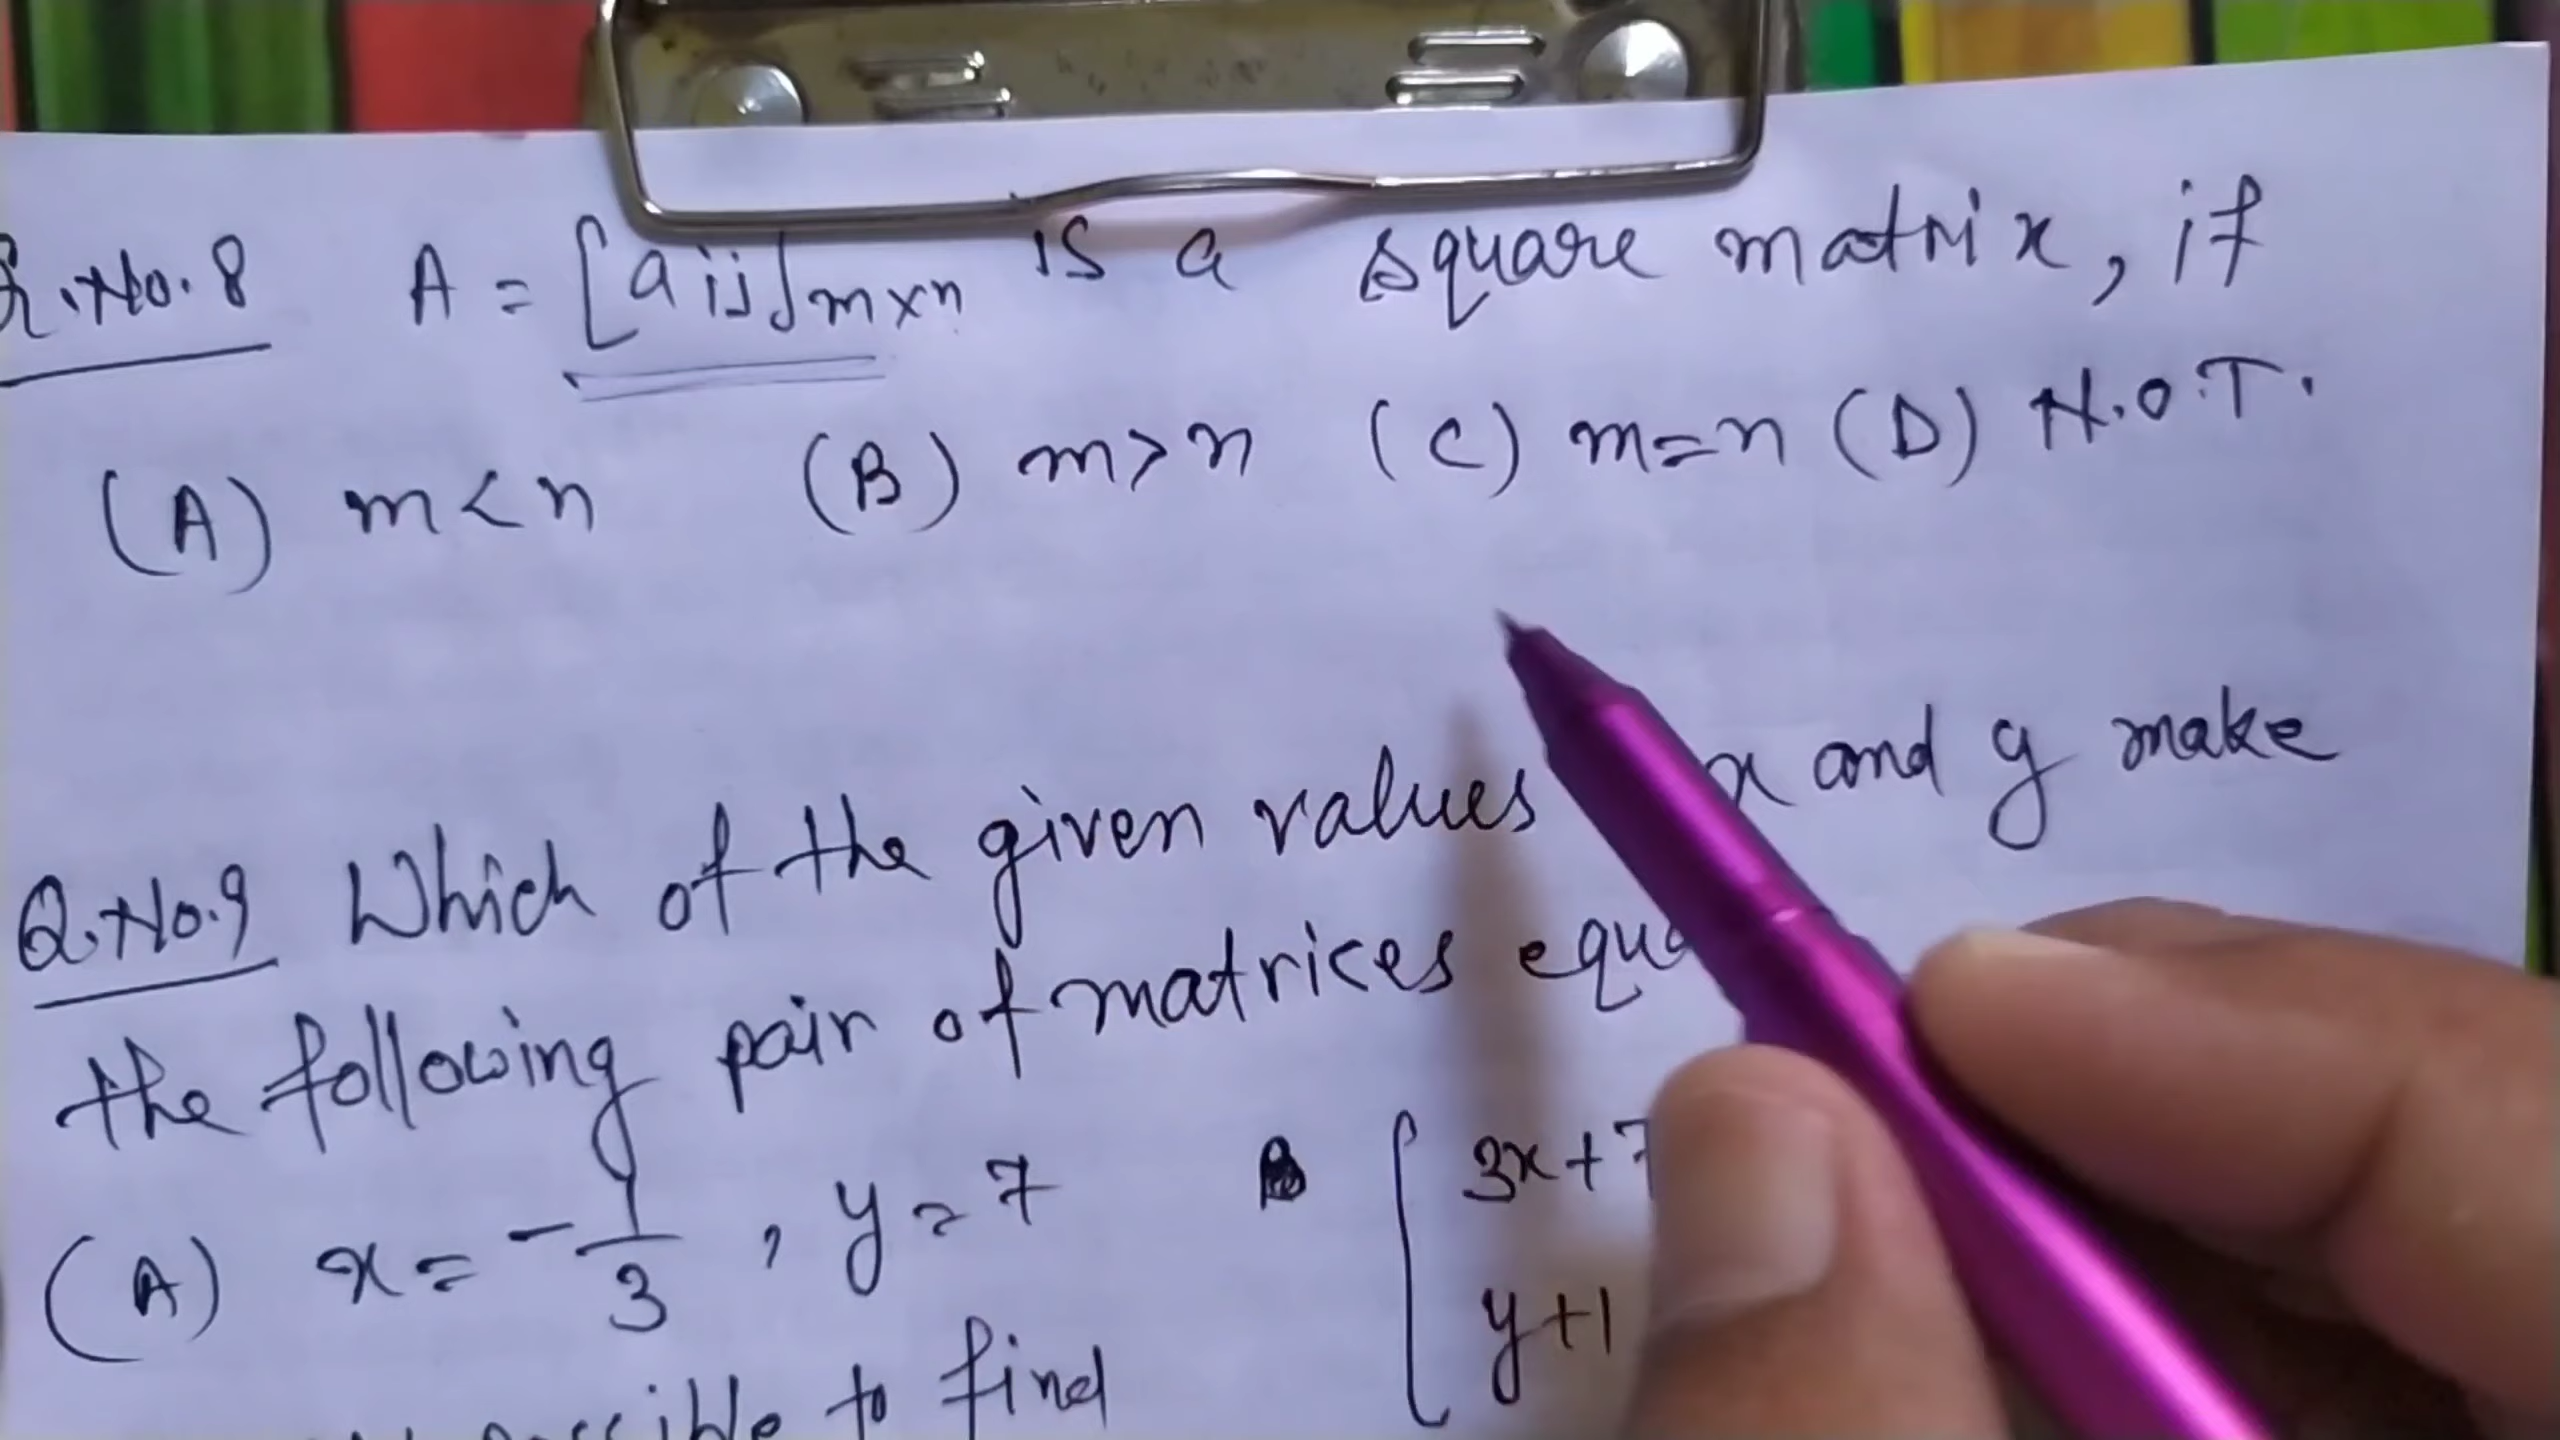 Q.No.8 A = [aij]m×n is a square matrix, if
(A) m<n (B) m>n (C) m=n (D) N.O.T.
Q.No.9 Which of the given values x and y make
the following pair of matrices
(A) x = -1/3, y = 7 [3x+7
y+1
to find